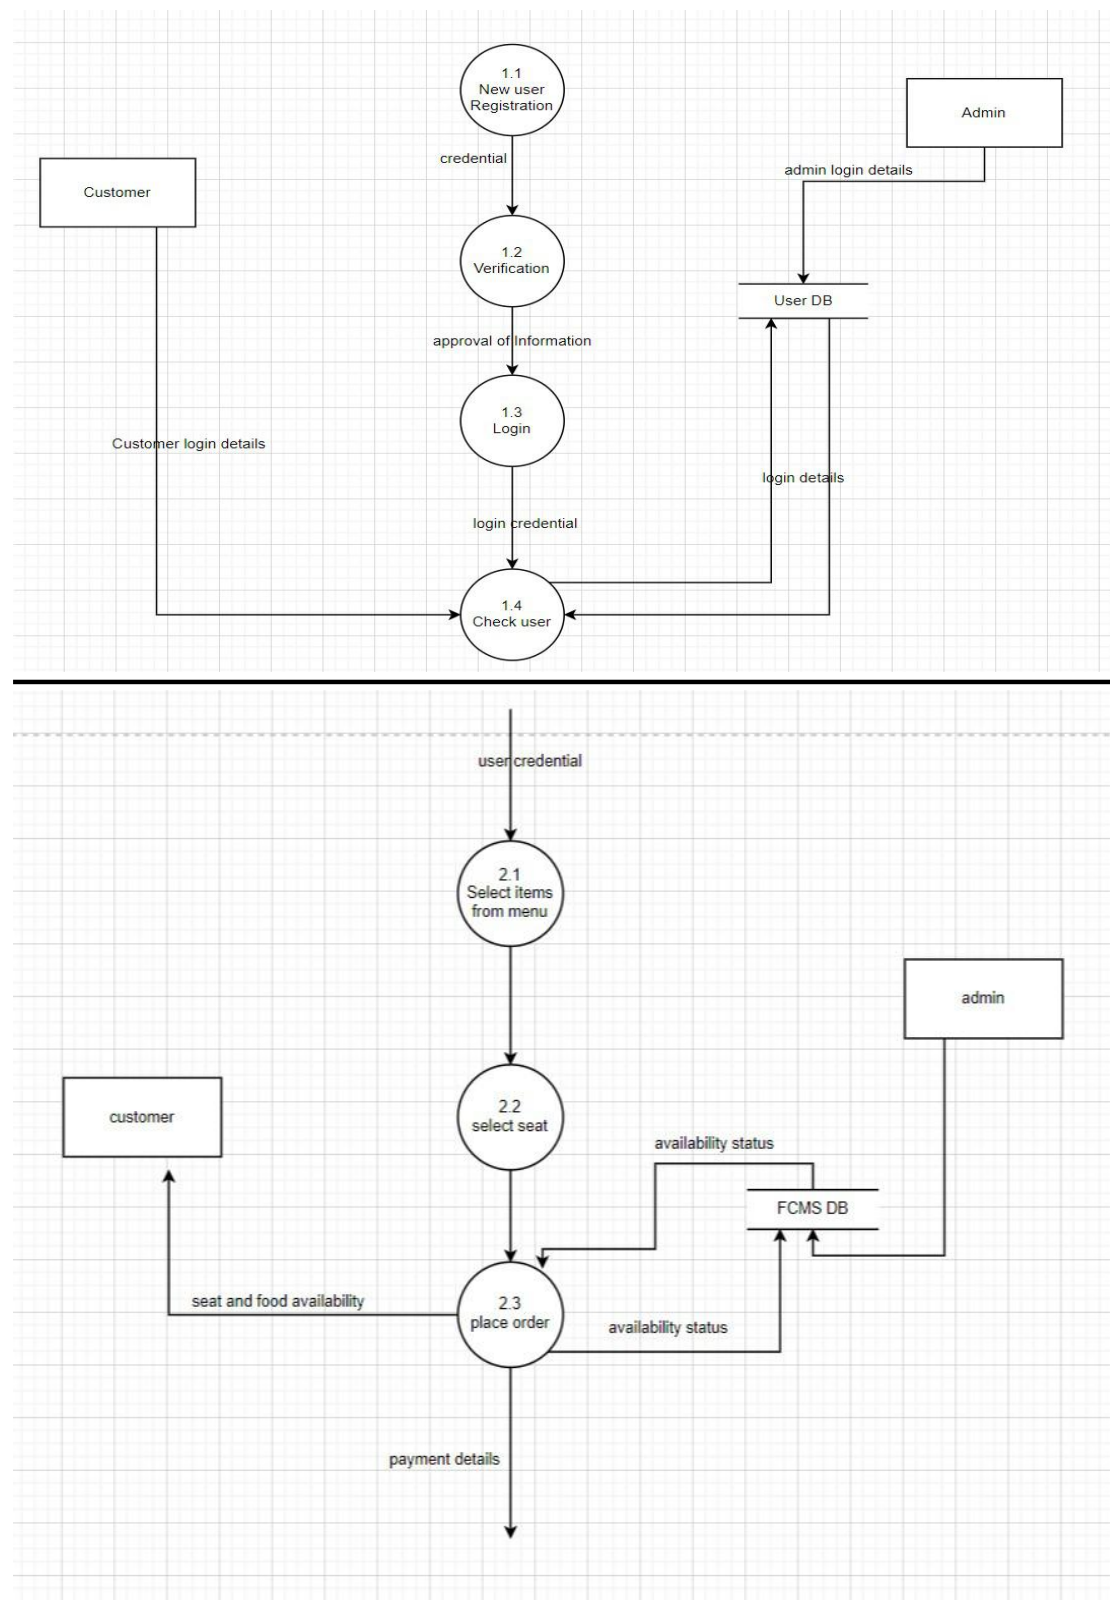 1.1
New user
Registration
Admin
credential
admin login details
Customer
1.2
Verification
User DB
approval of Information
1.3
Login
Customer login details
login details
login credential
1.4
Check user
user credential
2.1
Select items
from menu
admin
customer
2.2
select seat
availability status
FCMS DB
seat and food availability
2.3
place order
availability status
payment details